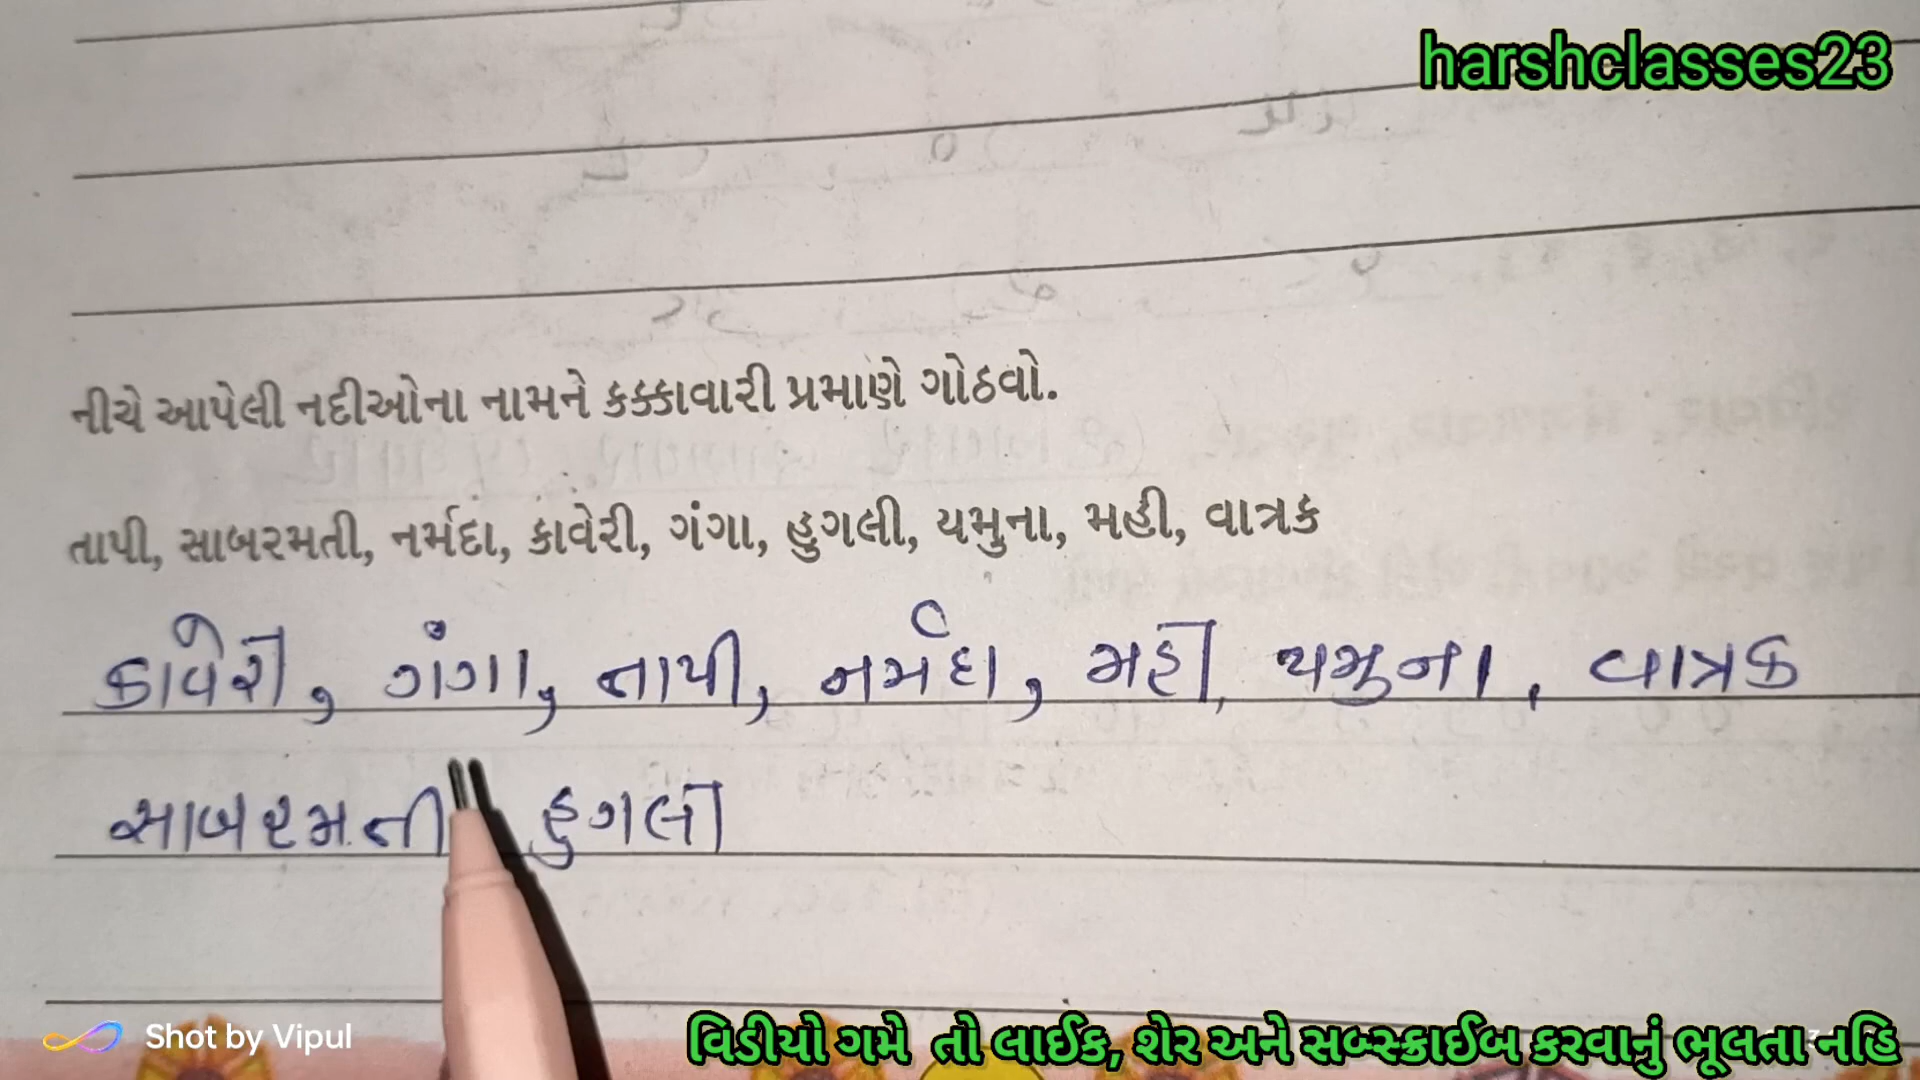 harshclasses23
નીચે આપેલી નદીઓના નામને કક્કાવારી પ્રમાણે ગોઠવો.
તાપી, સાબરમતી, નર્મદા, કાવેરી, ગંગા, હુગલી, યમુના, મહી, વાત્રક
કાવેરી, ગંગા, તાપી, નર્મદા, મહી, યમુના, વાત્રક
સાબરમતી હુગલી
Shot by Vipul
વિડીયો ગમે તો લાઈક, શેર અને સબ્સ્ક્રાઈબ કરવાનું ભૂલતા નહિ